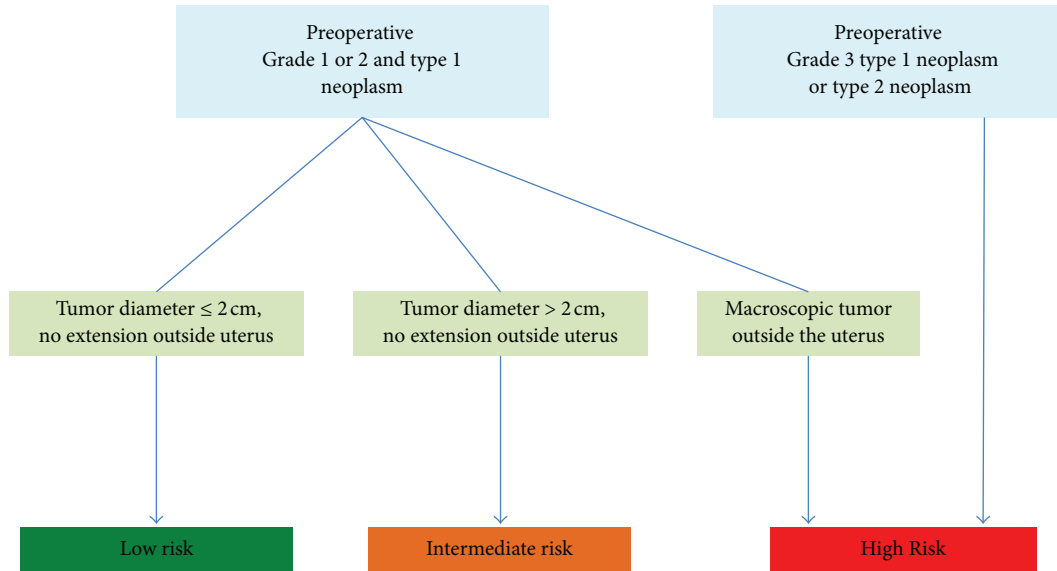 Preoperative
Grade 1 or 2 and type 1
neoplasm
Preoperative
Grade 3 type 1 neoplasm
or type 2 neoplasm
Tumor diameter ≤ 2 cm,
no extension outside uterus
Tumor diameter > 2 cm,
no extension outside uterus
Macroscopic tumor
outside the uterus
Low risk
Intermediate risk
High Risk